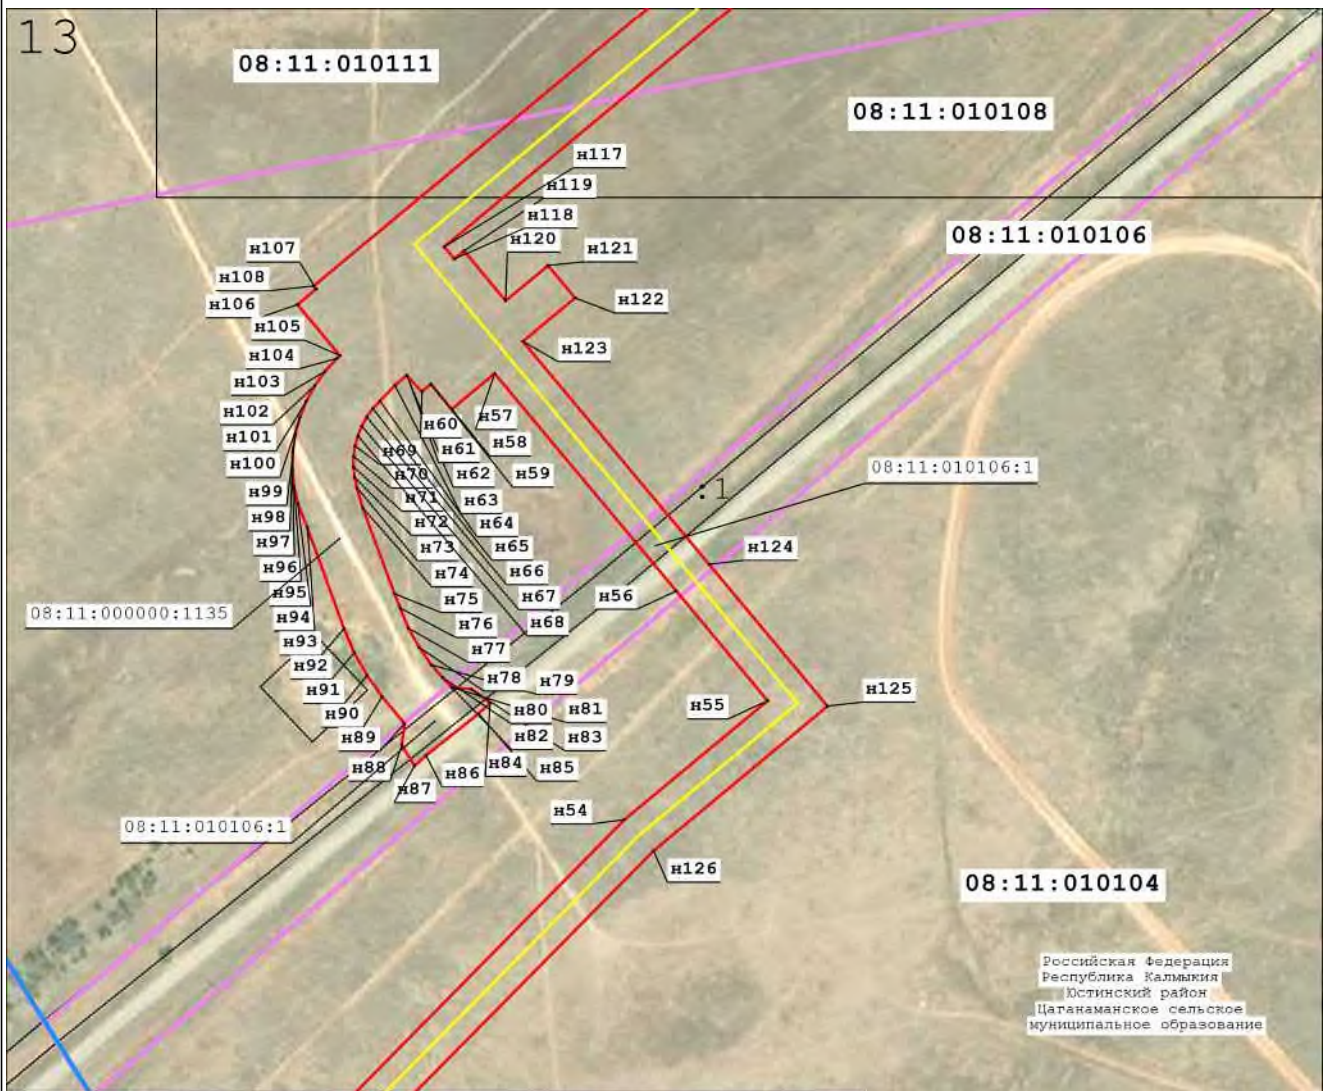 13
08:11:010111
08:11:010108
н117
н119
н118
08:11:010106
н120
н107
н121
н108
н122
н106
н105
н123
н104
н103
н102
н57
н60
н101
н58
н69
н61
н100
08:11:010106:1
н70
н62
н59
н99
:1
н71
н63
н98
н72
н64
н97
н73
н65
н124
н96
н74
н66
н95
н56
н75
н67
08:11:000000:1135
н94
н76
н68
н93
н77
н92
н78
н79
н91
н125
н55
н90
н80
н81
н89
н82
н83
н84
н85
н88
н86
н87
н54
08:11:010106:1
н126
08:11:010104
Российская Федерация
Республика Калмыкия
Юстинский район
Цаганаманское сельское
муниципальное образование